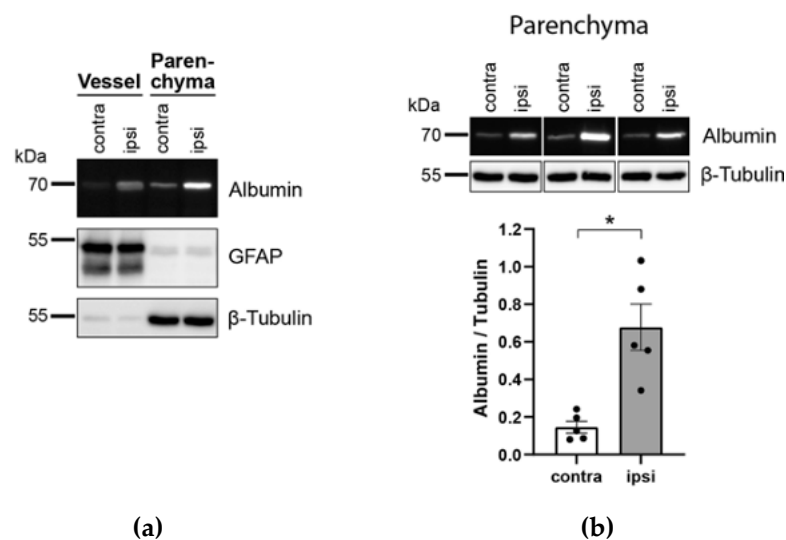 Vessel
Paren-
chyma
contra
ipsi
contra
ipsi
kDa
70
Albumin
55
GFAP
55
β-Tubulin
(a)
Parenchyma
contra
ipsi
contra
ipsi
contra
ipsi
kDa
70
Albumin
55
β-Tubulin
*
Albumin / Tubulin
1.2
1.0
0.8
0.6
0.4
0.2
0.0
contra
ipsi
(b)